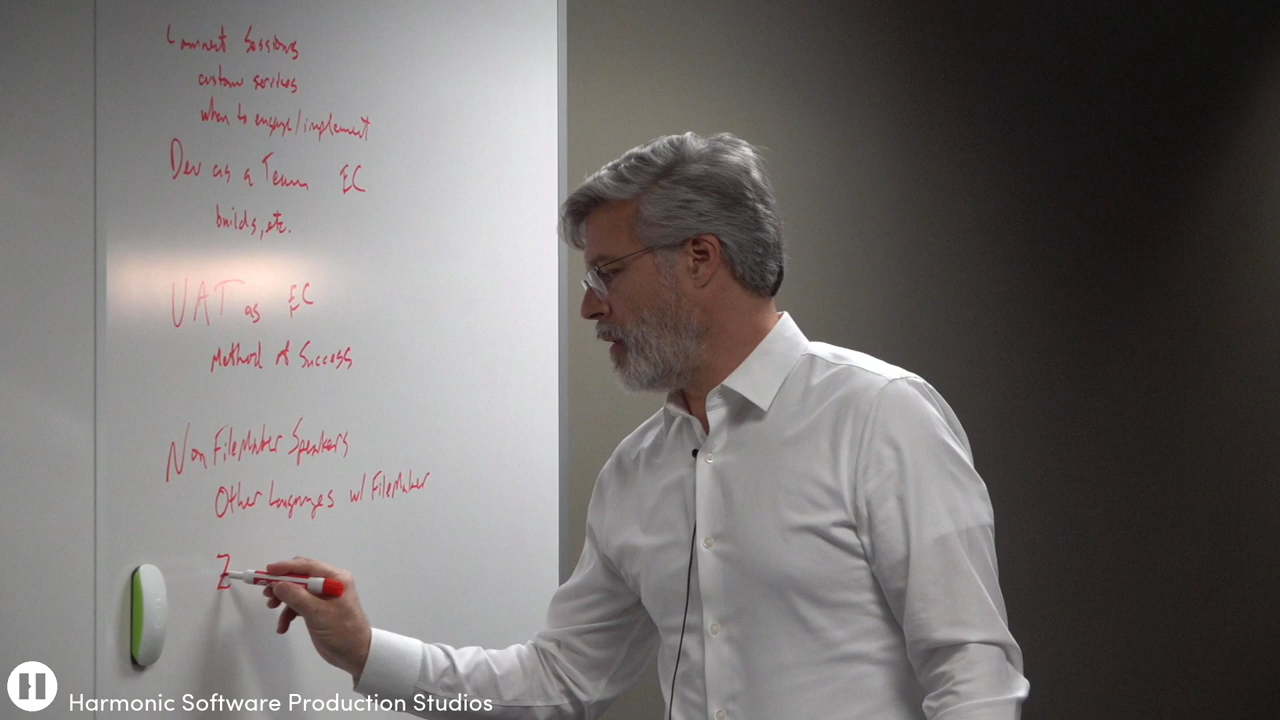 Sessions
custom services
when to engage/implement
Dev as a Team EC
builds, etc.
UAT as EC
Method of Success
Non FileMaker Speakers
Other Languages w/ FileMaker
Z
H Harmonic Software Production Studios